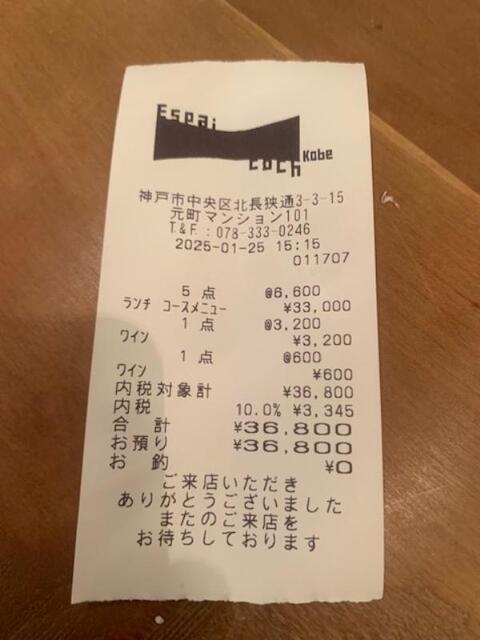 Espai
Coch Kobe
神戸市中央区北長狭通3-3-15
元町マンション101
T.&F. : 078-333-0246
2025-01-25 15:15
011707
5 点 @6,600
ﾗﾝﾁ ｺｰｽﾒﾆｭｰ ¥33,000
1 点 @3,200
ﾜｲﾝ ¥3,200
1 点 @600
ﾜｲﾝ ¥600
内税対象計 ¥36,800
内税 10.0% ¥3,345
合 計 ¥36,800
お預り ¥36,800
お 釣 ¥0
ご来店いただき
ありがとうございました
またのご来店を
お待ちしております